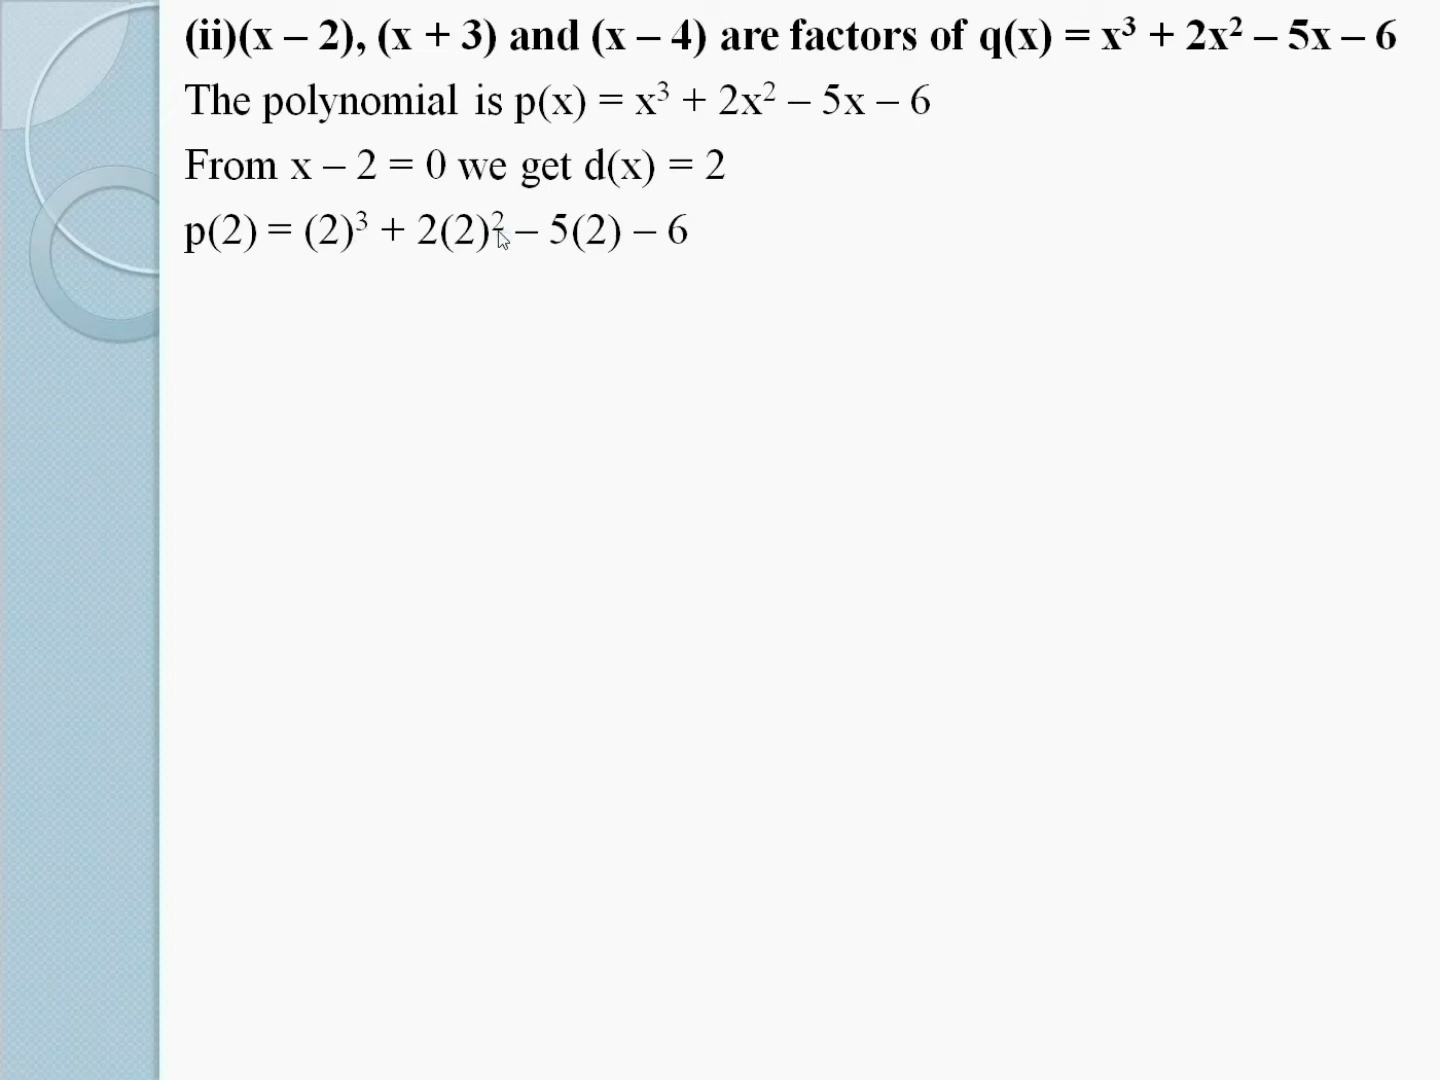 (ii)(x – 2), (x + 3) and (x – 4) are factors of q(x) = x³ + 2x² – 5x – 6
The polynomial is p(x) = x³ + 2x² – 5x – 6
From x – 2 = 0 we get d(x) = 2
p(2) = (2)³ + 2(2)² – 5(2) – 6